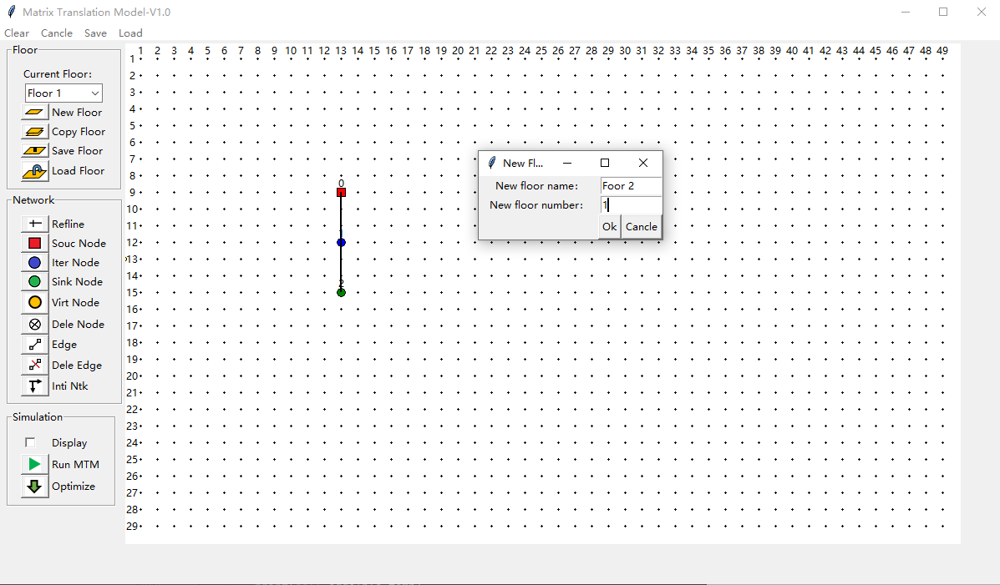 Matrix Translation Model-V1.0
Clear Cancle Save Load
Floor
Current Floor:
Floor 1
New Floor
Copy Floor
Save Floor
Load Floor
Network
Refline
Souc Node
Iter Node
Sink Node
Virt Node
Dele Node
Edge
Dele Edge
Inti Ntk
Simulation
Display
Run MTM
Optimize
1 2 3 4 5 6 7 8 9 10 11 12 13 14 15 16 17 18 19 20 21 22 23 24 25 26 27 28 29 30 31 32 33 34 35 36 37 38 39 40 41 42 43 44 45 46 47 48 49
1
2
3
4
5
6
7
8
9
10
11
12
13
14
15
16
17
18
19
20
21
22
23
24
25
26
27
28
29
0
2
New Fl...
New floor name: Foor 2
New floor number: 1
Ok Cancle